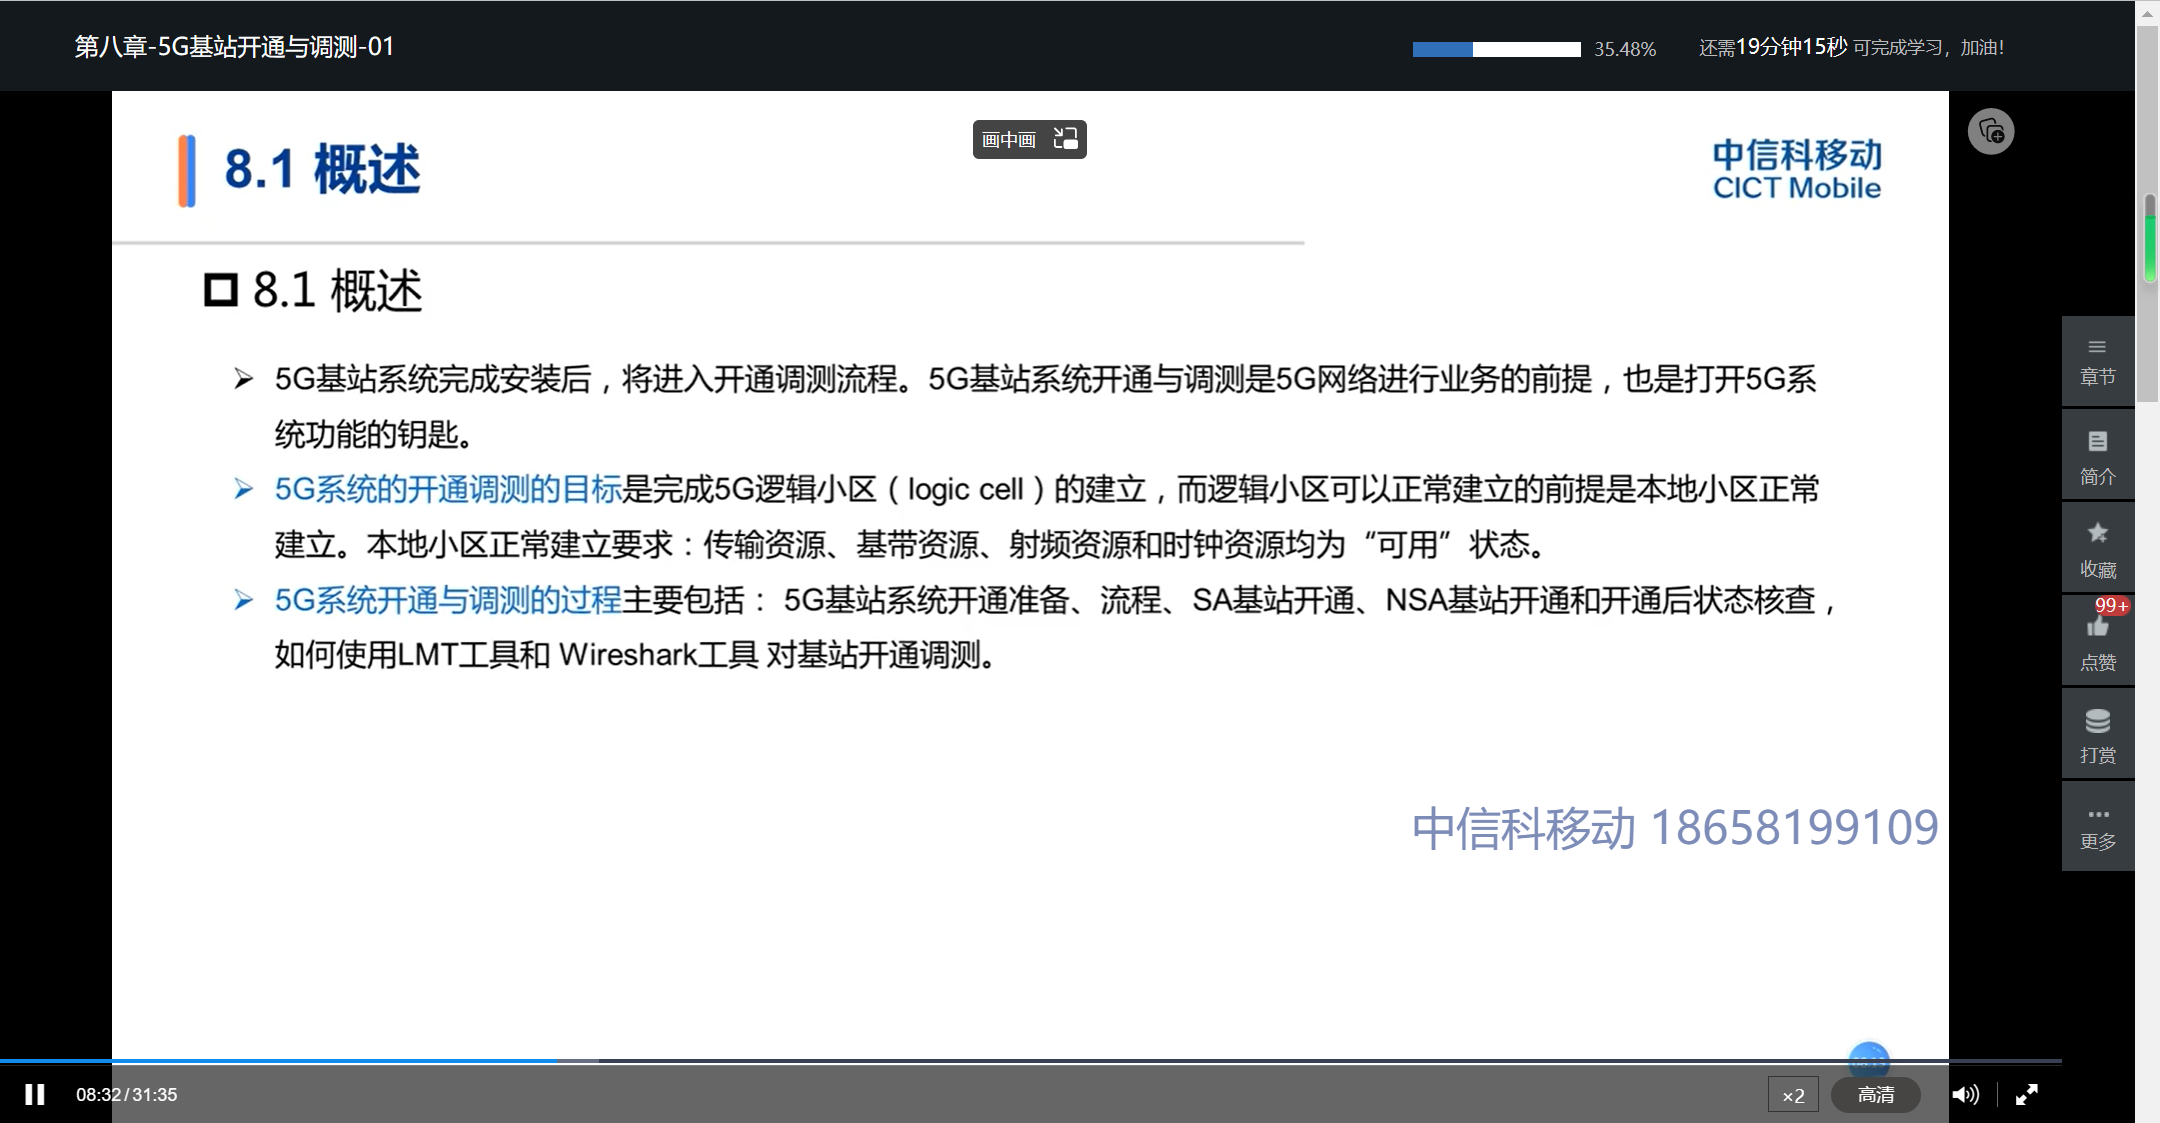 第八章-5G基站开通与调测-01
35.48%
还需19分钟15秒 可完成学习，加油!
8.1 概述
画中画
中信科移动
CICT Mobile
8.1 概述
5G基站系统完成安装后，将进入开通调测流程。5G基站系统开通与调测是5G网络进行业务的前提，也是打开5G系
统功能的钥匙。
5G系统的开通调测的目标是完成5G逻辑小区（logic cell）的建立，而逻辑小区可以正常建立的前提是本地小区正常
建立。本地小区正常建立要求：传输资源、基带资源、射频资源和时钟资源均为“可用”状态。
5G系统开通与调测的过程主要包括： 5G基站系统开通准备、流程、SA基站开通、NSA基站开通和开通后状态核查，
如何使用LMT工具和 Wireshark工具 对基站开通调测。
中信科移动 18658199109
章节
简介
收藏
99+
点赞
打赏
更多
08:32/31:35
×2
高清